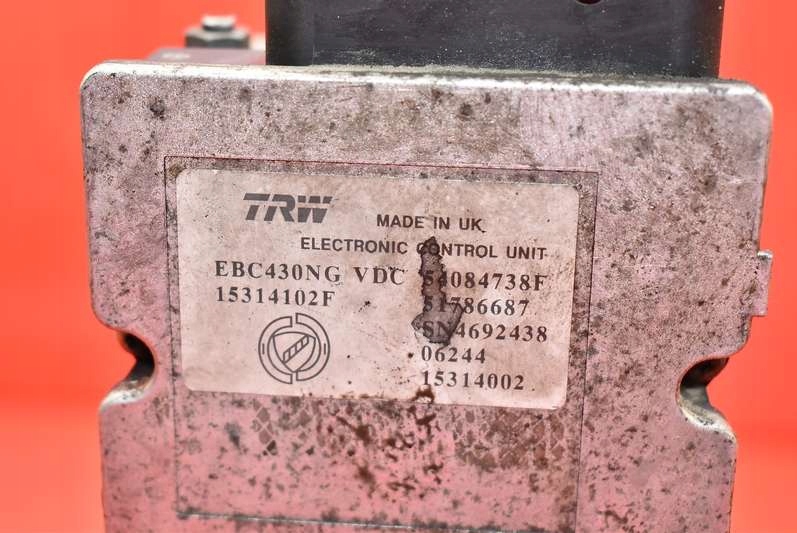 TRW
MADE IN UK
ELECTRONIC CONTROL UNIT
EBC430NG VDC 54084738F
15314102F 51786687
SN4692438
06244
15314002